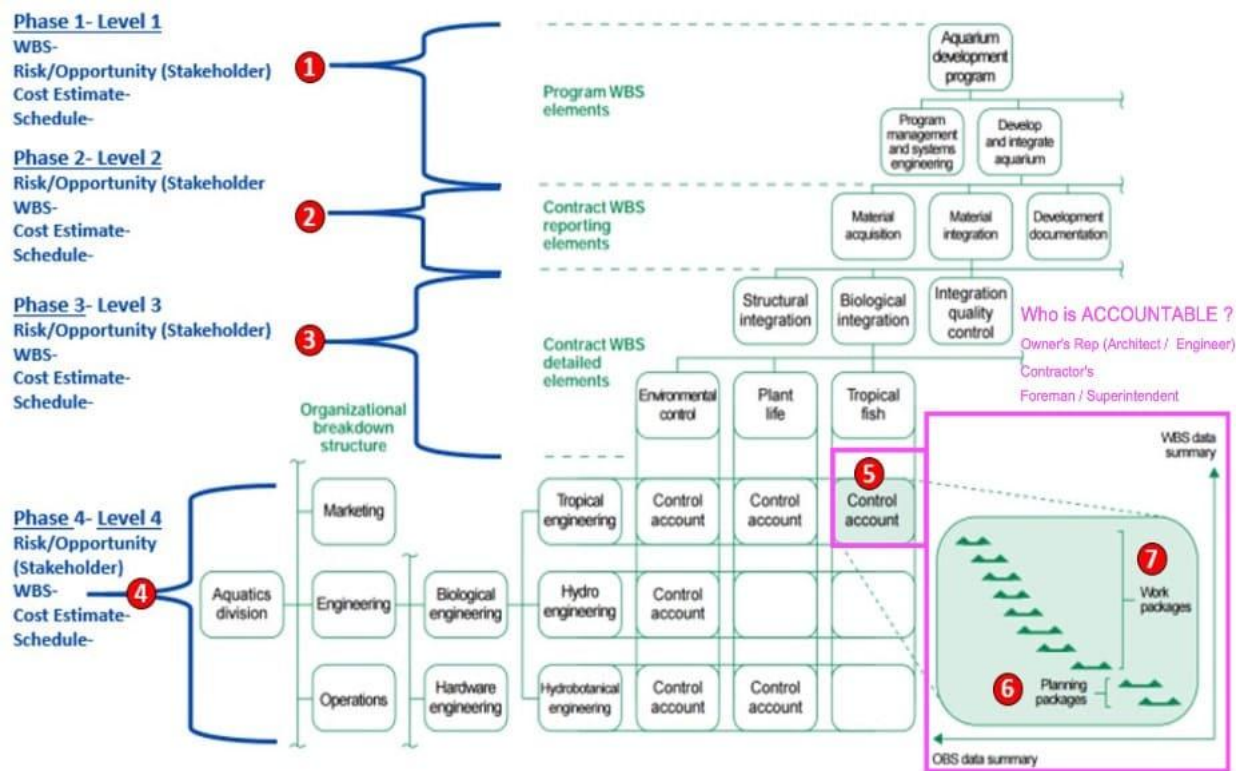 Phase 1- Level 1
WBS-
Risk/Opportunity (Stakeholder)
Cost Estimate-
Schedule-
1
Phase 2- Level 2
Risk/Opportunity (Stakeholder
WBS-
Cost Estimate-
Schedule-
2
Phase 3- Level 3
Risk/Opportunity (Stakeholder)
WBS-
Cost Estimate-
Schedule-
3
Phase 4- Level 4
Risk/Opportunity
(Stakeholder)
WBS-
Cost Estimate-
Schedule-
4
Program WBS
elements
Aquarium
development
program
Program
management
and systems
engineering
Develop
and integrate
aquarium
Contract WBS
reporting
elements
Material
acquisition
Material
integration
Development
documentation
Structural
integration
Biological
integration
Integration
quality
control
Contract WBS
detailed
elements
Environmental
control
Plant
life
Tropical
fish
Who is ACCOUNTABLE ?
Owner's Rep (Architect / Engineer)
Contractor's
Foreman / Superintendent
Organizational
breakdown
structure
Aquatics
division
Marketing
Engineering
Operations
Biological
engineering
Hardware
engineering
Tropical
engineering
Control
account
Control
account
5
Control
account
Hydro
engineering
Control
account
Hydrobotanical
engineering
Control
account
Control
account
WBS data
summary
7
Work
packages
6
Planning
packages
OBS data summary